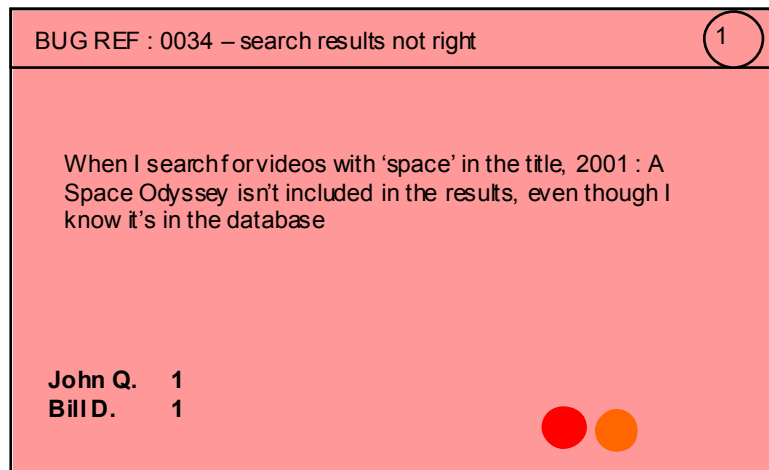 BUG REF : 0034 – search results not right
1
When I search for videos with ‘space’ in the title, 2001 : A
Space Odyssey isn’t included in the results, even though I
know it’s in the database
John Q. 1
Bill D. 1